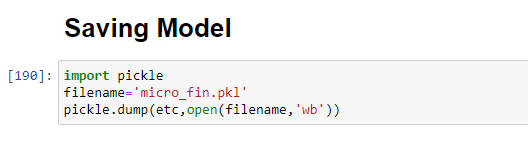 Saving Model
[190]: import pickle
filename='micro_fin.pkl'
pickle.dump(etc,open(filename,'wb'))